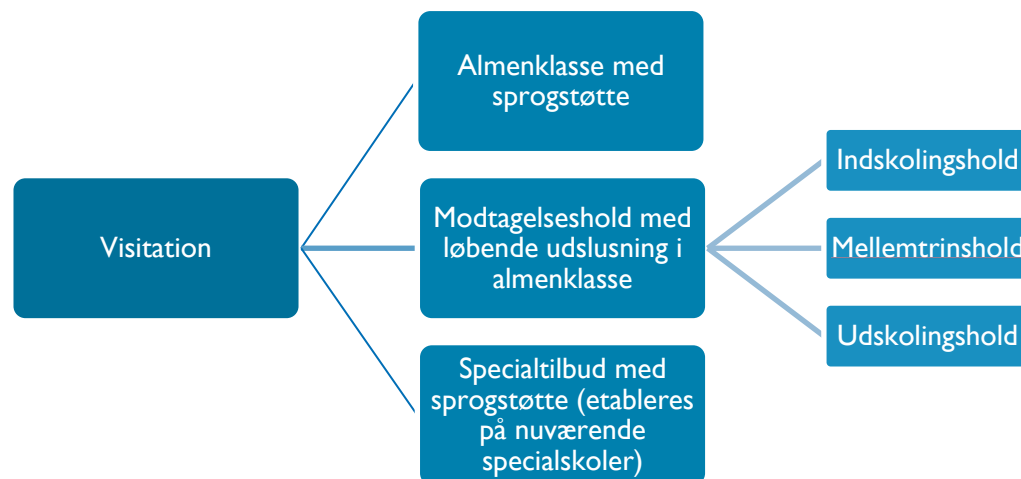 Visitation
Almenklasse med
sprogstøtte
Modtagelseshold med
løbende udslusning i
almenklasse
Specialtilbud med
sprogstøtte (etableres
på nuværende
specialskoler)
Indskolingshold
Mellemtrinshold
Udskolingshold